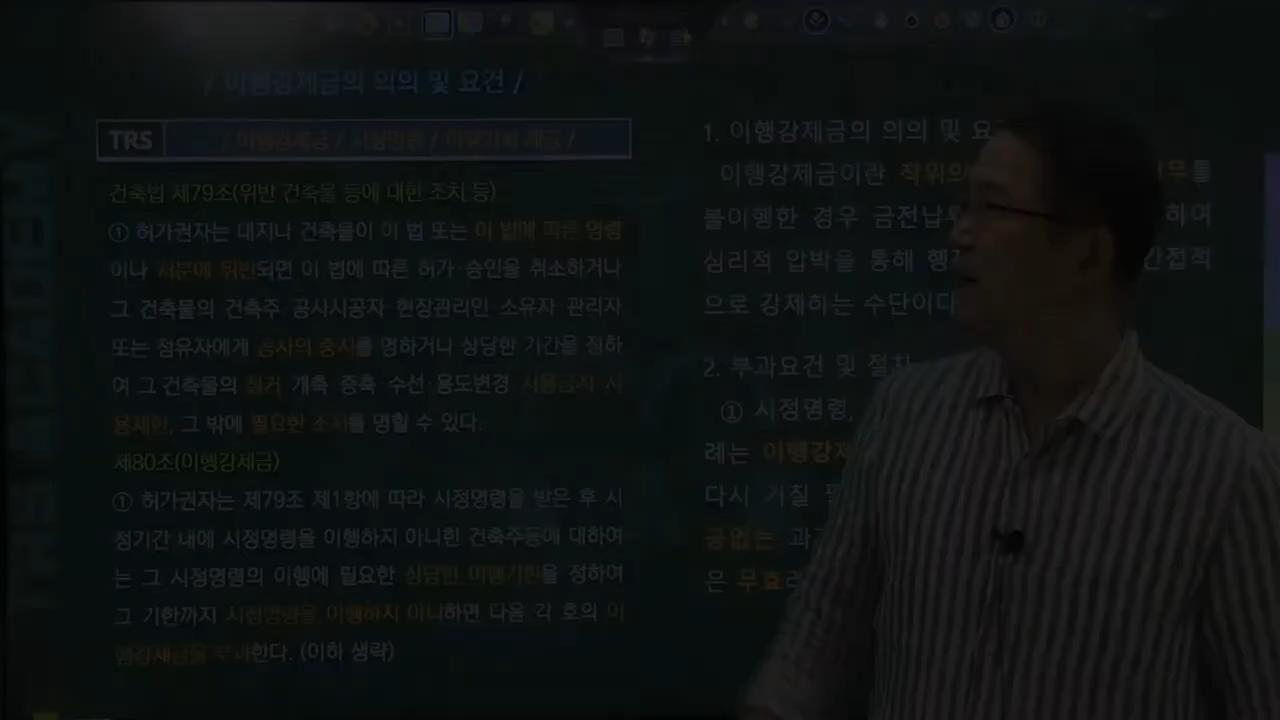 / 이행강제금의 의의 및 요건 /
TRS
/ 이행강제금 / 시정명령 / 이행기회 제공 /
건축법 제79조(위반 건축물 등에 대한 조치 등)
① 허가권자는 대지나 건축물이 이 법 또는 이 법에 따른 명령
이나 처분에 위반되면 이 법에 따른 허가·승인을 취소하거나
그 건축물의 건축주·공사시공자·현장관리인·소유자·관리자
또는 점유자에게 공사의 중지를 명하거나 상당한 기간을 정하
여 그 건축물의 철거·개축·증축·수선·용도변경·사용금지·사
용제한, 그 밖에 필요한 조치를 명할 수 있다.
제80조(이행강제금)
① 허가권자는 제79조 제1항에 따라 시정명령을 받은 후 시
정기간 내에 시정명령을 이행하지 아니한 건축주등에 대하여
는 그 시정명령의 이행에 필요한 상당한 이행기한을 정하여
그 기한까지 시정명령을 이행하지 아니하면 다음 각 호의 이
행강제금을 부과한다. (이하 생략)
1. 이행강제금의 의의 및 요
이행강제금이란 작위의 무를
불이행한 경우 금전납 하여
심리적 압박을 통해 행 간접적
으로 강제하는 수단이다
2. 부과요건 및 절차
① 시정명령,
례는 이행강제
다시 거칠 필
공없는 과
은 무효